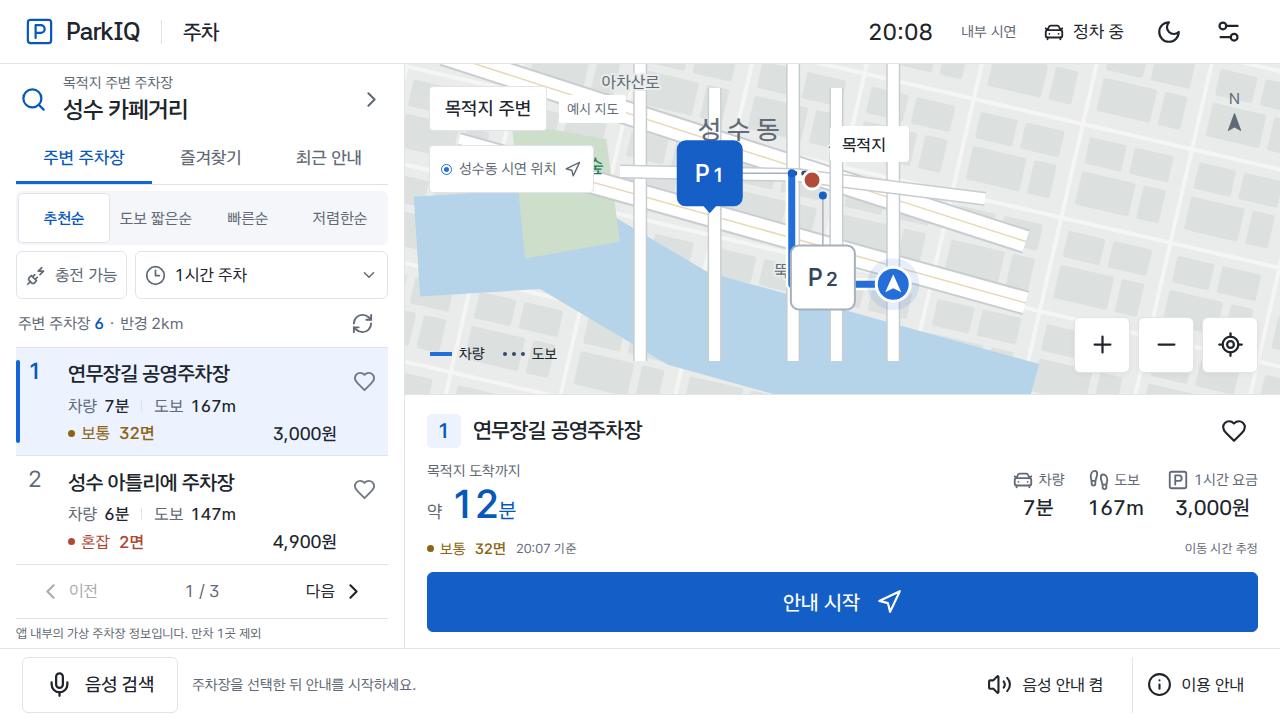 ParkIQ
주차
20:08
내부 시연
정차 중
목적지 주변 주차장
성수 카페거리
주변 주차장
즐겨찾기
최근 안내
추천순
도보 짧은순
빠른순
저렴한순
충전 가능
1시간 주차
주변 주차장 6 · 반경 2km
1
연무장길 공영주차장
차량 7분
도보 167m
보통 32면
3,000원
2
성수 아틀리에 주차장
차량 6분
도보 147m
혼잡 2면
4,900원
이전
1 / 3
다음
앱 내부의 가상 주차장 정보입니다. 만차 1곳 제외
아차산로
목적지 주변
예시 지도
성수동
N
목적지
성수동 시연 위치
숲
P 1
P 2
뚝
차량
도보
1
연무장길 공영주차장
목적지 도착까지
약 12분
보통 32면 20:07 기준
차량
7분
도보
167m
1시간 요금
3,000원
이동 시간 추정
안내 시작
음성 검색
주차장을 선택한 뒤 안내를 시작하세요.
음성 안내 켬
이용 안내